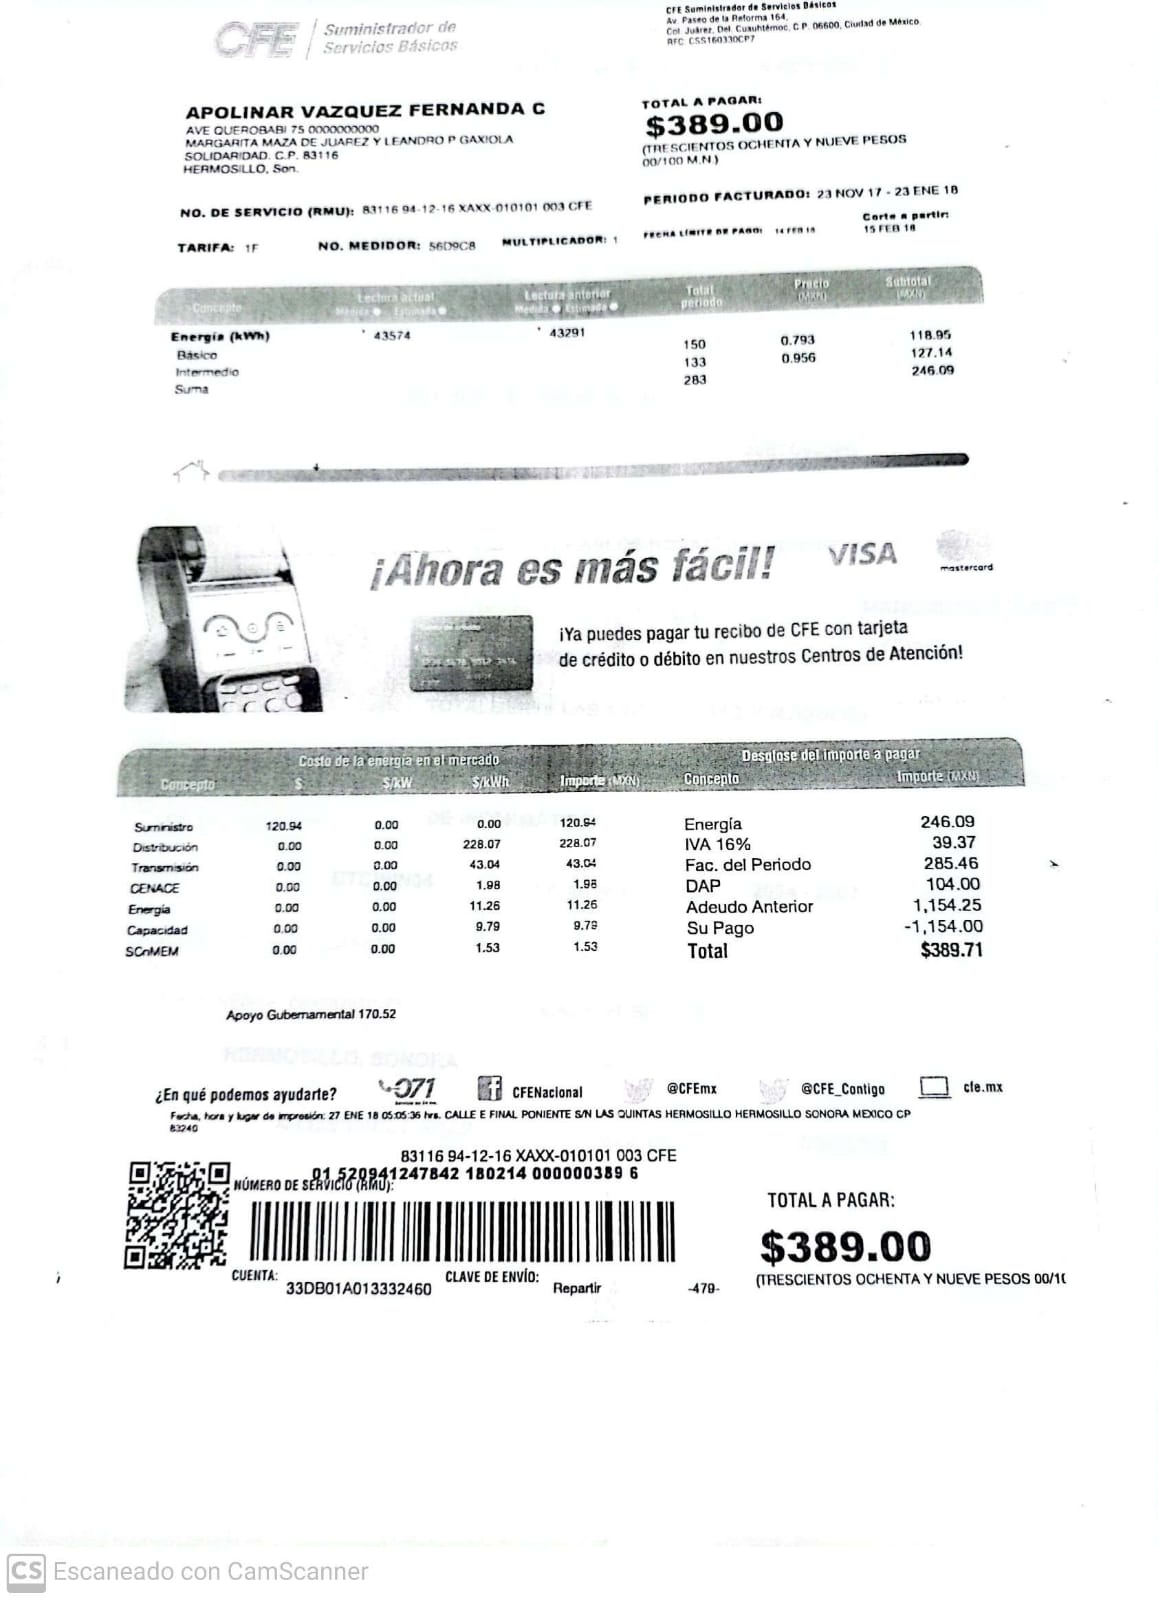 CFE Suministrador de
Servicios Básicos
CFE Suministrador de Servicios Básicos
Av. Paseo de la Reforma 164,
Col. Juárez, Del. Cuauhtémoc, C.P. 06600, Ciudad de México.
RFC CSS160330CP7
APOLINAR VAZQUEZ FERNANDA C
AVE QUEROBABI 75 0000000000
MARGARITA MAZA DE JUAREZ Y LEANDRO P GAXIOLA
SOLIDARIDAD. C.P. 83116
HERMOSILLO, Son.
TOTAL A PAGAR:
$389.00
(TRESCIENTOS OCHENTA Y NUEVE PESOS
00/100 M.N.)
NO. DE SERVICIO (RMU): 83116 94-12-16 XAXX-010101 003 CFE
PERIODO FACTURADO: 23 NOV 17 - 23 ENE 18
TARIFA: 1F NO. MEDIDOR: 56D9C8 MULTIPLICADOR: 1
FECHA LÍMITE DE PAGO: 14 FEB 18
Corte a partir:
15 FEB 18
Concepto Lectura actual Lectura anterior Total periodo Precio (MXN) Subtotal (MXN)
Medida Estimada Medida Estimada
Energía (kWh) 43574 43291
Básico 150 0.793 118.95
Intermedio 133 0.956 127.14
Suma 283 246.09
¡Ahora es más fácil! VISA mastercard
¡Ya puedes pagar tu recibo de CFE con tarjeta
de crédito o débito en nuestros Centros de Atención!
Costo de la energía en el mercado
Concepto $ $/kW $/kWh Importe (MXN)
Suministro 120.94 0.00 0.00 120.94
Distribución 0.00 0.00 228.07 228.07
Transmisión 0.00 0.00 43.04 43.04
CENACE 0.00 0.00 1.98 1.98
Energía 0.00 0.00 11.26 11.26
Capacidad 0.00 0.00 9.79 9.79
SCnMEM 0.00 0.00 1.53 1.53
Desglose del importe a pagar
Concepto Importe (MXN)
Energía 246.09
IVA 16% 39.37
Fac. del Periodo 285.46
DAP 104.00
Adeudo Anterior 1,154.25
Su Pago -1,154.00
Total $389.71
Apoyo Gubernamental 170.52
¿En qué podemos ayudarte? 071 CFENacional @CFEmx @CFE_Contigo cfe.mx
Fecha, hora y lugar de impresión: 27 ENE 18 05:05:36 hrs. CALLE E FINAL PONIENTE S/N LAS QUINTAS HERMOSILLO HERMOSILLO SONORA MEXICO CP
83240
83116 94-12-16 XAXX-010101 003 CFE
01 520941247842 180214 000000389 6
NÚMERO DE SERVICIO (RMU):
CUENTA: 33DB01A013332460 CLAVE DE ENVÍO: Repartir -479-
TOTAL A PAGAR:
$389.00
(TRESCIENTOS OCHENTA Y NUEVE PESOS 00/10
CS Escaneado con CamScanner